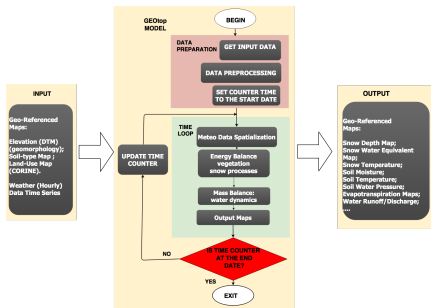 INPUT
Geo-Referenced
Maps:
Elevation (DTM)
(geomorphology);
Soil-type Map ;
Land-Use Map
(CORINE).
Weather (Hourly)
Data Time Series
GEOtop
MODEL
BEGIN
DATA
PREPARATION
GET INPUT DATA
DATA PREPROCESSING
SET COUNTER TIME
TO THE START DATE
TIME
LOOP
Meteo Data Spatialization
UPDATE TIME
COUNTER
Energy Balance
vegetation
snow processes
Mass Balance:
water dynamics
Output Maps
IS TIME COUNTER
AT THE END
DATE?
NO
YES
EXIT
OUTPUT
Geo-Referenced
Maps:
Snow Depth Map;
Snow Water Equivalent
Map;
Snow Temperature;
Soil Moisture;
Soil Temperature;
Soil Water Pressure;
Evapotranspiration Maps;
Water Runoff/Discharge;
....